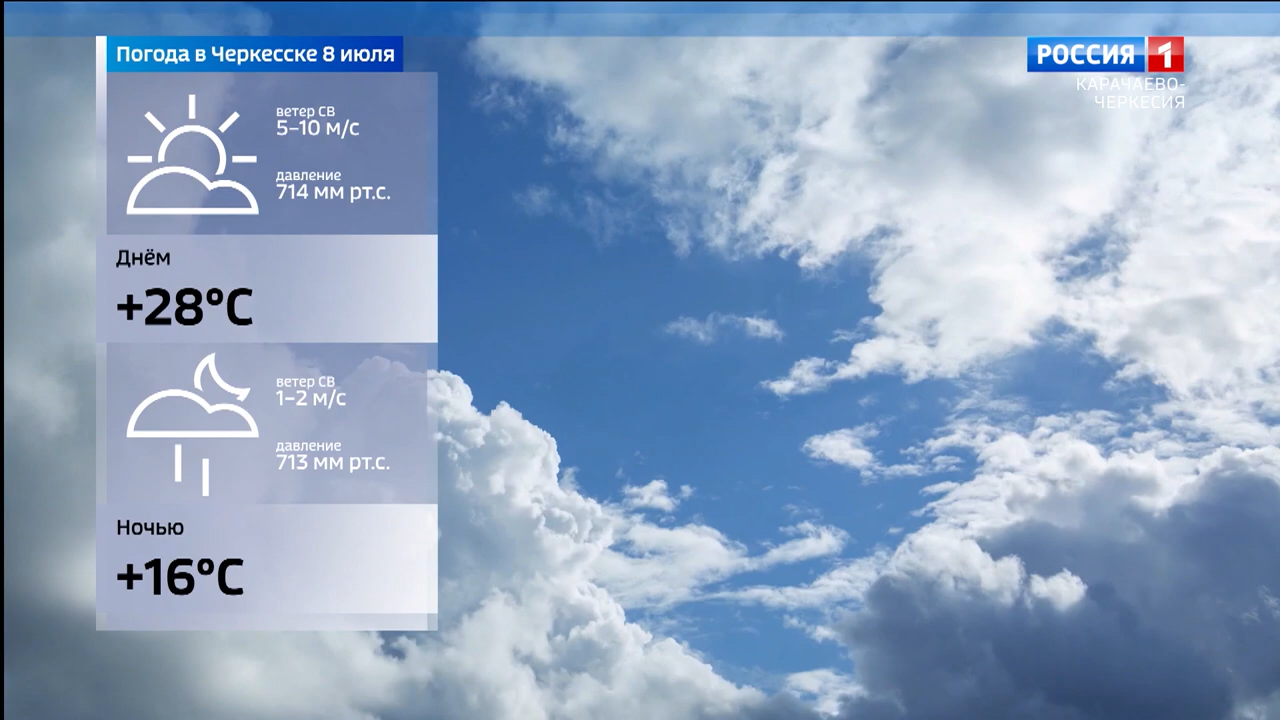 Погода в Черкесске 8 июля
РОССИЯ 1
КАРАЧАЕВО-
ЧЕРКЕСИЯ
ветер СВ
5–10 м/с
давление
714 мм рт.с.
Днём
+28°C
ветер СВ
1–2 м/с
давление
713 мм рт.с.
Ночью
+16°C